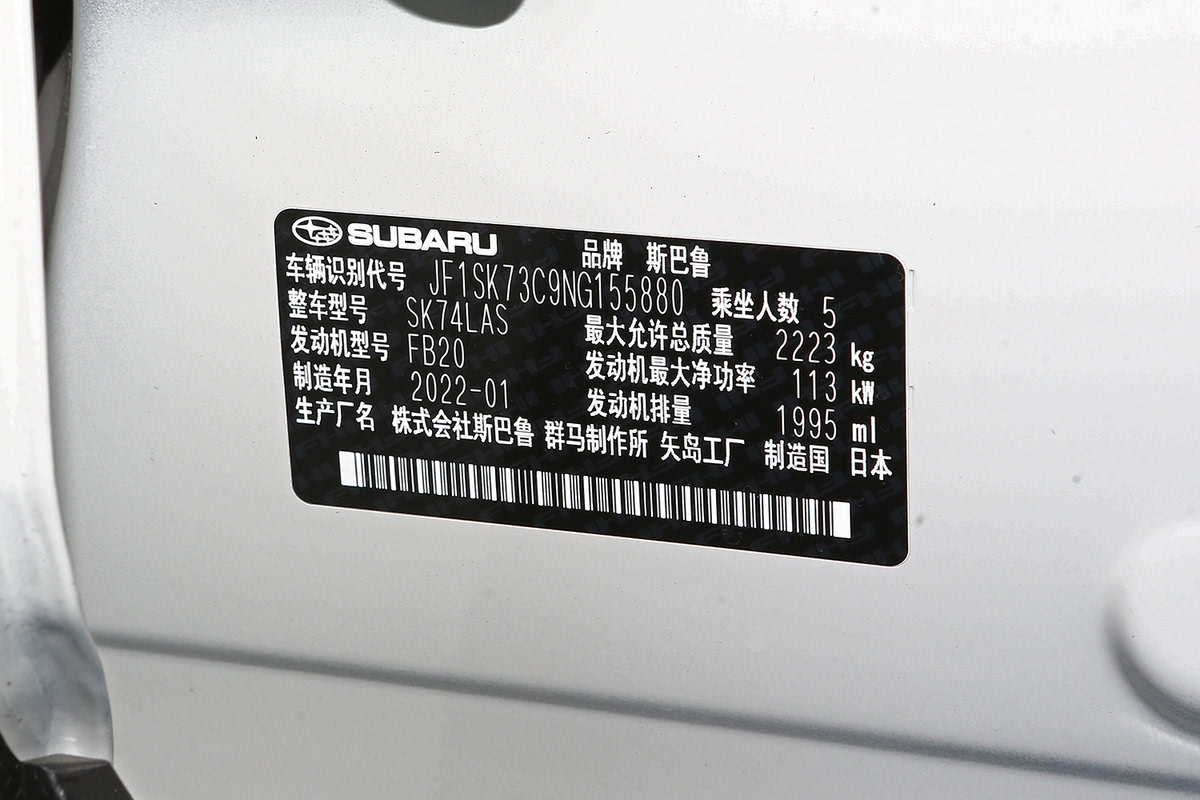 SUBARU 品牌 斯巴鲁
车辆识别代号 JF1SK73C9NG155880 乘坐人数 5
整车型号 SK74LAS 最大允许总质量 2223 kg
发动机型号 FB20 发动机最大净功率 113 kW
制造年月 2022-01 发动机排量 1995 ml
生产厂名 株式会社斯巴鲁 群马制作所 矢岛工厂 制造国 日本